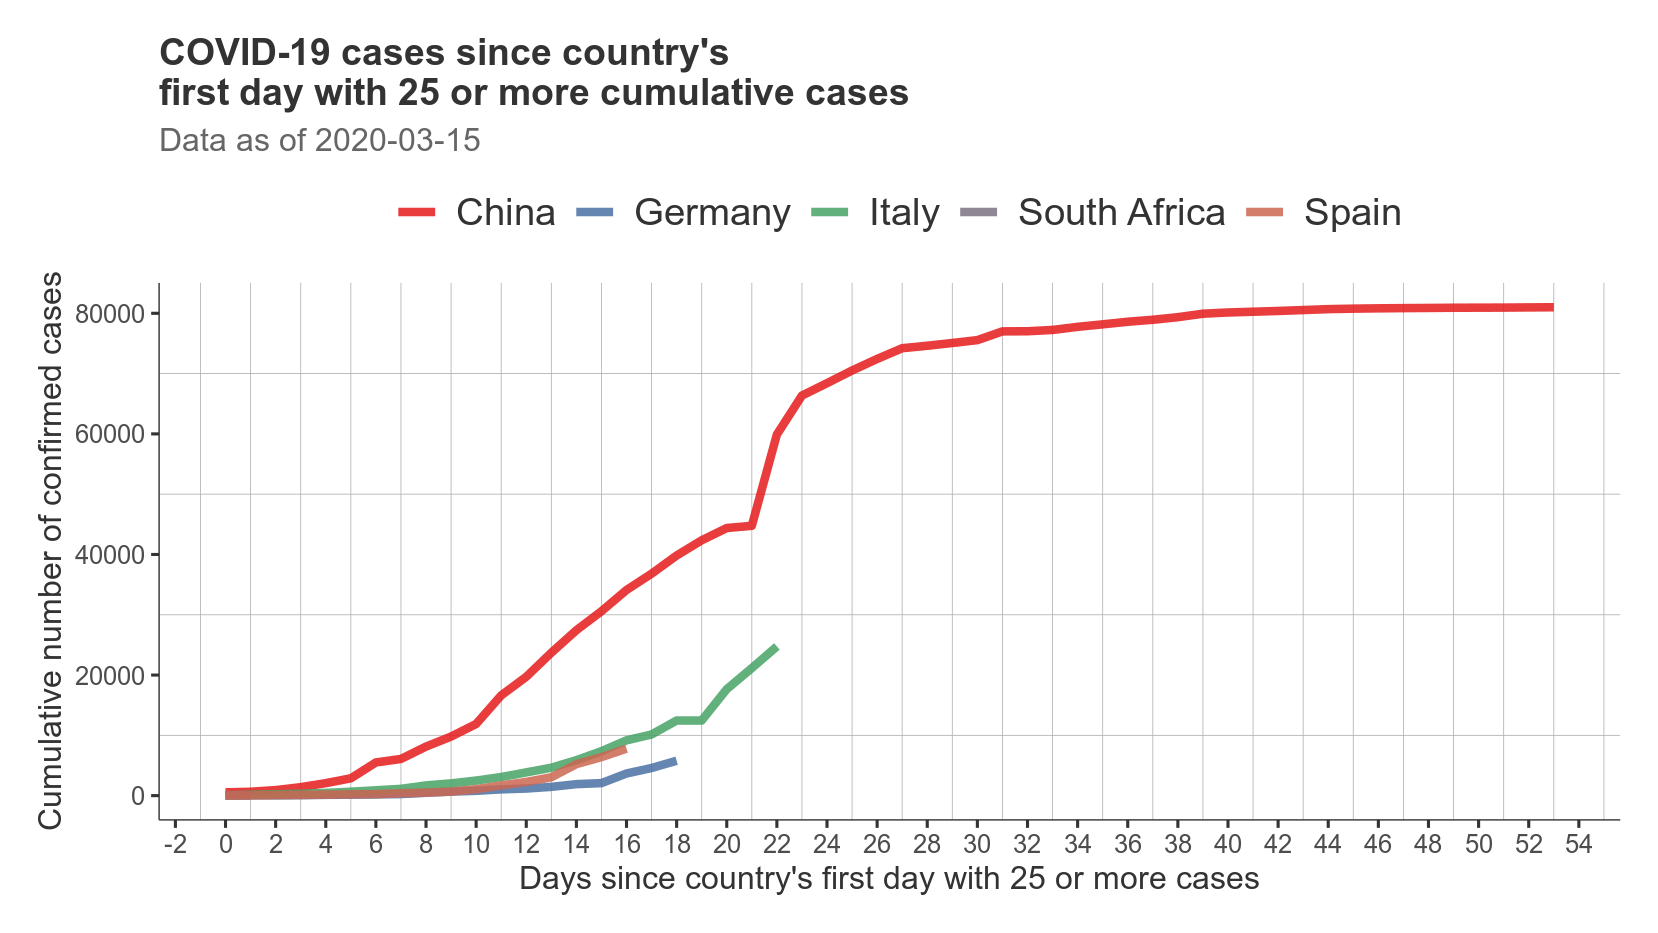 COVID-19 cases since country's
first day with 25 or more cumulative cases
Data as of 2020-03-15
China Germany Italy South Africa Spain
Cumulative number of confirmed cases
80000
60000
40000
20000
0
-2 0 2 4 6 8 10 12 14 16 18 20 22 24 26 28 30 32 34 36 38 40 42 44 46 48 50 52 54
Days since country's first day with 25 or more cases